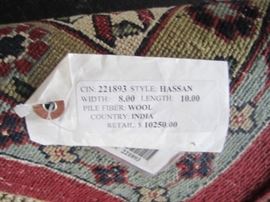 CIN: 221893 STYLE: HASSAN
WIDTH: 8.00 LENGTH: 10.00
PILE FIBER: WOOL
COUNTRY: INDIA
RETAIL: $ 10250.00